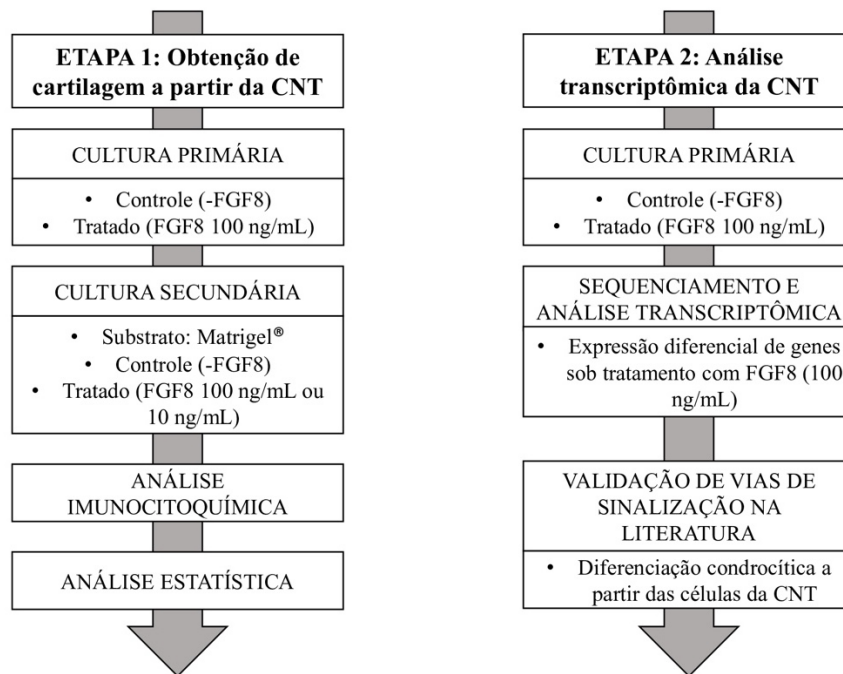 ETAPA 1: Obtenção de
cartilagem a partir da CNT
CULTURA PRIMÁRIA
• Controle (-FGF8)
• Tratado (FGF8 100 ng/mL)
CULTURA SECUNDÁRIA
• Substrato: Matrigel®
• Controle (-FGF8)
• Tratado (FGF8 100 ng/mL ou
10 ng/mL)
ANÁLISE
IMUNOCITOQUÍMICA
ANÁLISE ESTATÍSTICA
ETAPA 2: Análise
transcriptômica da CNT
CULTURA PRIMÁRIA
• Controle (-FGF8)
• Tratado (FGF8 100 ng/mL)
SEQUENCIAMENTO E
ANÁLISE TRANSCRIPTÔMICA
• Expressão diferencial de genes
sob tratamento com FGF8 (100
ng/mL)
VALIDAÇÃO DE VIAS DE
SINALIZAÇÃO NA
LITERATURA
• Diferenciação condrocítica a
partir das células da CNT